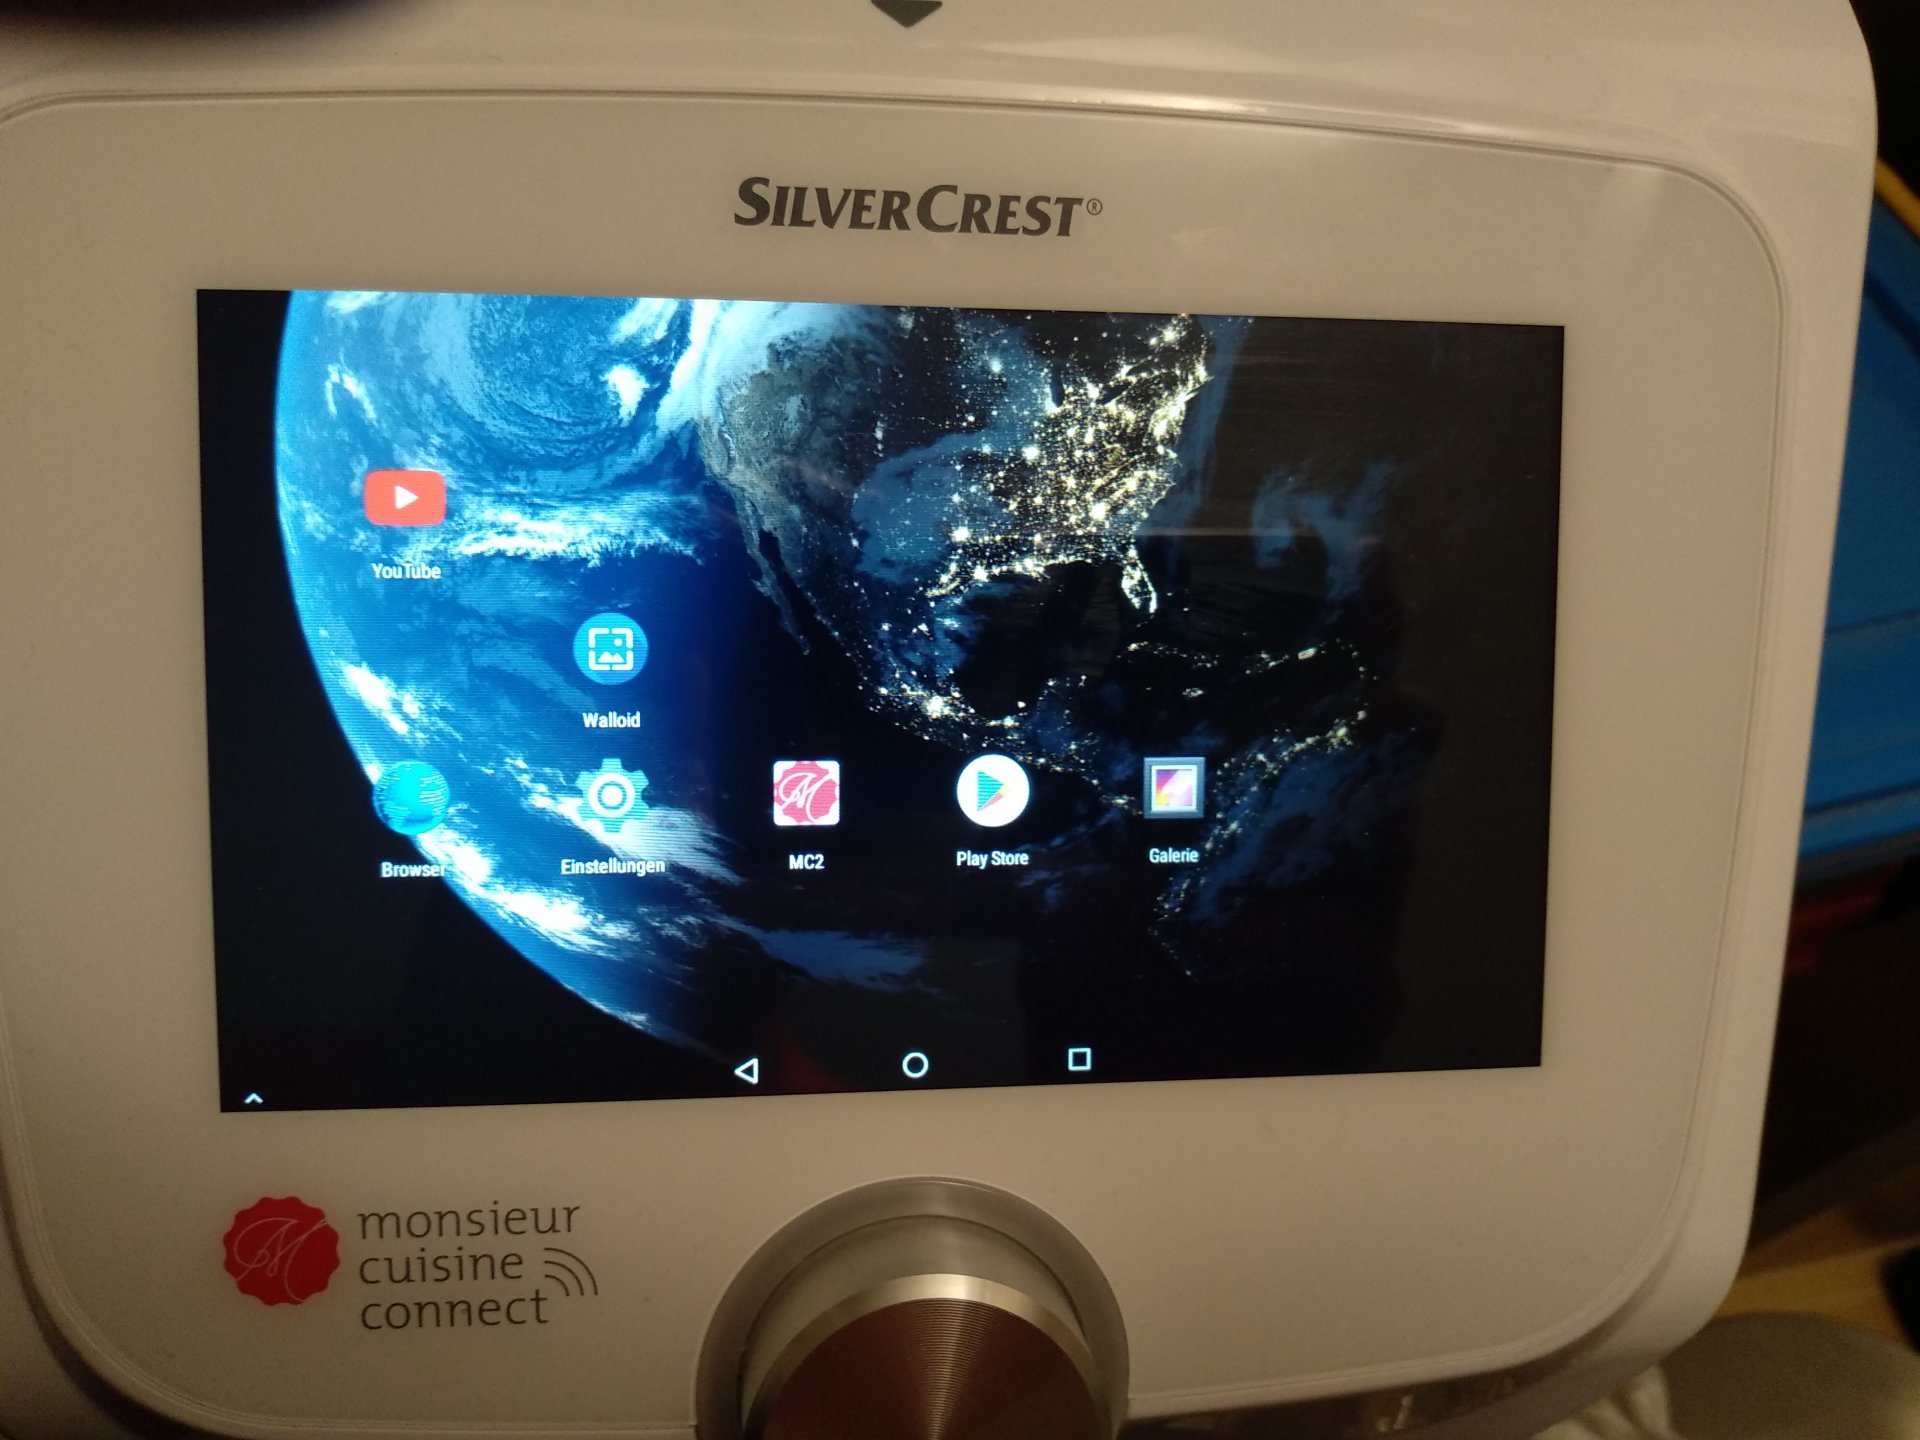 SILVERCREST®
YouTube
Walloid
Browser
Einstellungen
MC2
Play Store
Galerie
monsieur
cuisine
connect